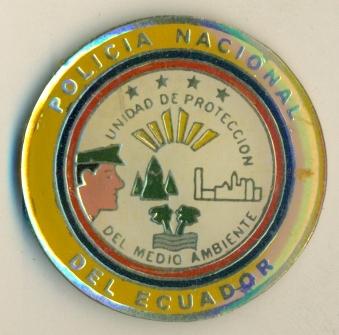 POLICIA NACIONAL
DEL ECUADOR
UNIDAD DE PROTECCION
DEL MEDIO AMBIENTE